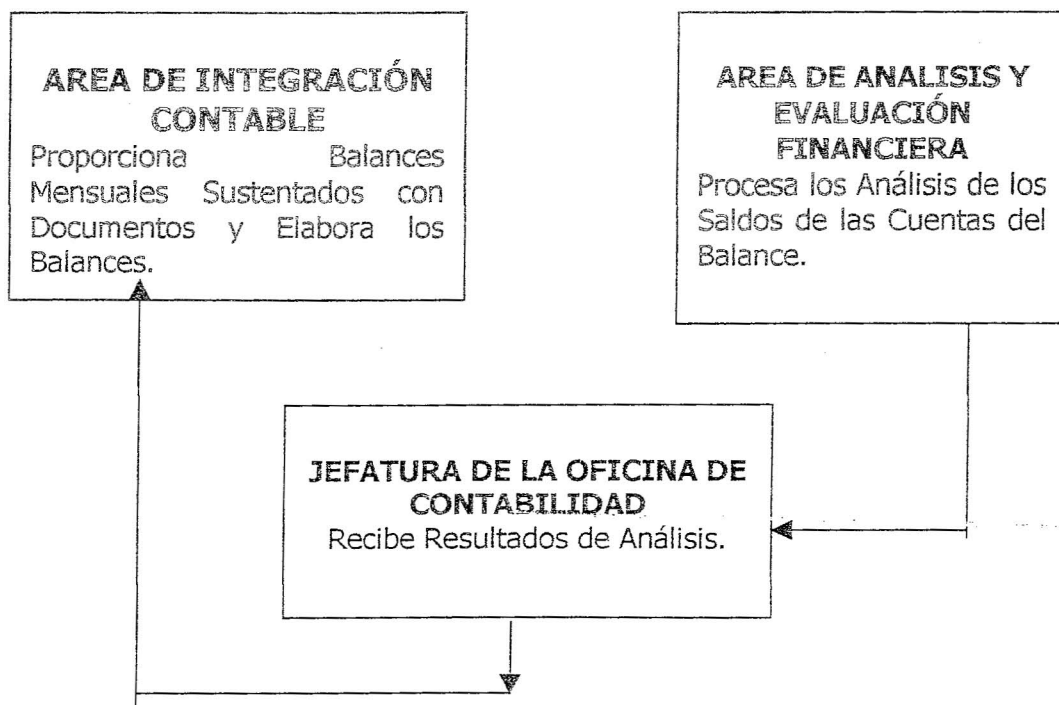 AREA DE INTEGRACIÓN
CONTABLE
Proporciona Balances
Mensuales Sustentados con
Documentos y Elabora los
Balances.
AREA DE ANALISIS Y
EVALUACIÓN
FINANCIERA
Procesa los Análisis de los
Saldos de las Cuentas del
Balance.
JEFATURA DE LA OFICINA DE
CONTABILIDAD
Recibe Resultados de Análisis.